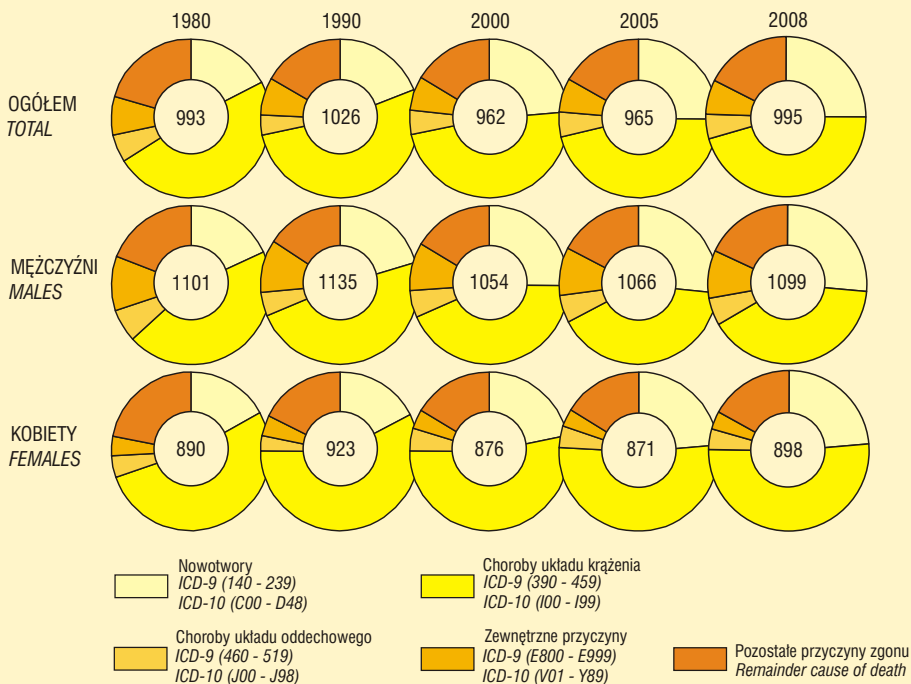 1980 1990 2000 2005 2008
OGÓŁEM
TOTAL
993 1026 962 965 995
MĘŻCZYŹNI
MALES
1101 1135 1054 1066 1099
KOBIETY
FEMALES
890 923 876 871 898
Nowotwory
ICD-9 (140 - 239)
ICD-10 (C00 - D48)
Choroby układu krążenia
ICD-9 (390 - 459)
ICD-10 (I00 - I99)
Choroby układu oddechowego
ICD-9 (460 - 519)
ICD-10 (J00 - J98)
Zewnętrzne przyczyny
ICD-9 (E800 - E999)
ICD-10 (V01 - Y89)
Pozostałe przyczyny zgonu
Remainder cause of death